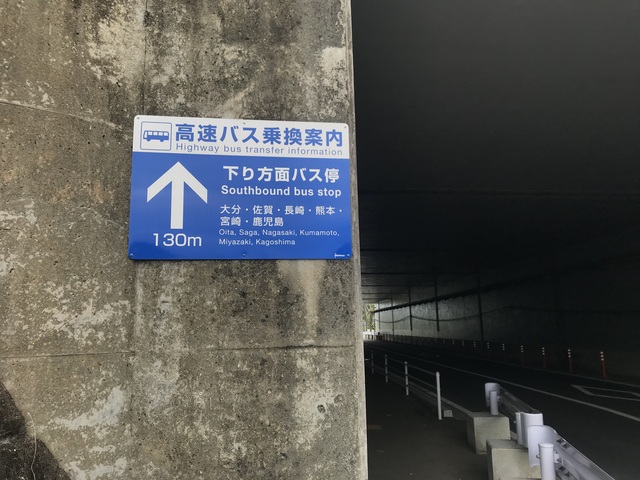 高速バス乗換案内
Highway bus transfer information
下り方面バス停
Southbound bus stop
大分・佐賀・長崎・熊本・
宮崎・鹿児島
Oita, Saga, Nagasaki, Kumamoto,
Miyazaki, Kagoshima
130m